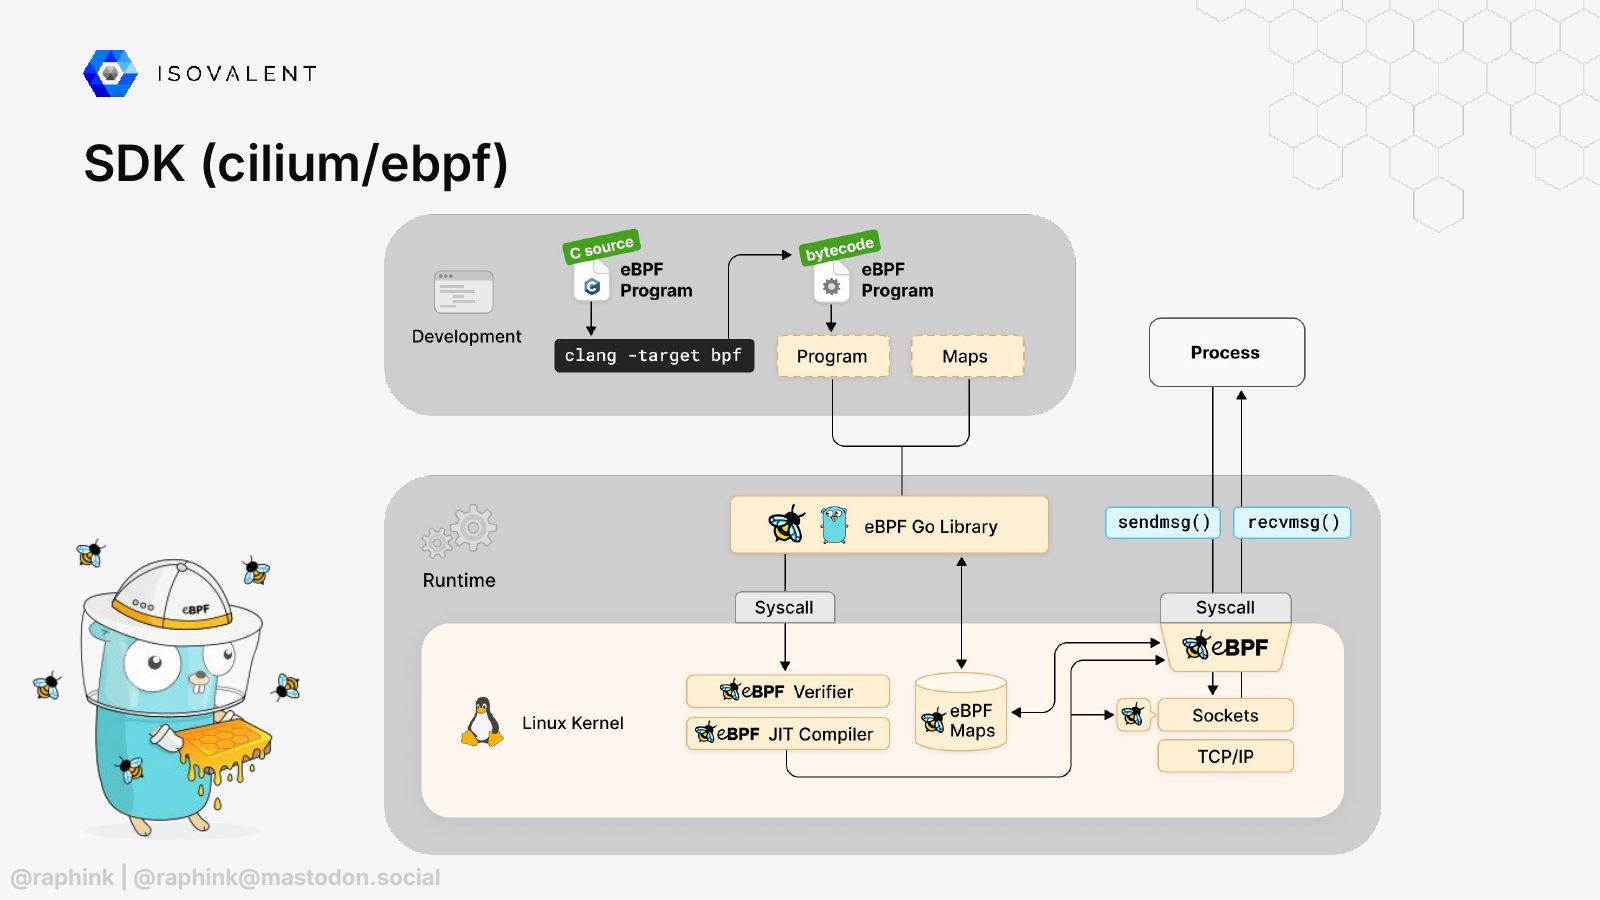 ISOVALENT
SDK (cilium/ebpf)
C source
eBPF
Program
bytecode
eBPF
Program
Development
clang -target bpf
Program
Maps
Process
eBPF Go Library
sendmsg()
recvmsg()
Runtime
Syscall
Syscall
eBPF
eBPF
eBPF Verifier
Linux Kernel
eBPF JIT Compiler
eBPF
Maps
Sockets
TCP/IP
@raphink | @raphink@mastodon.social